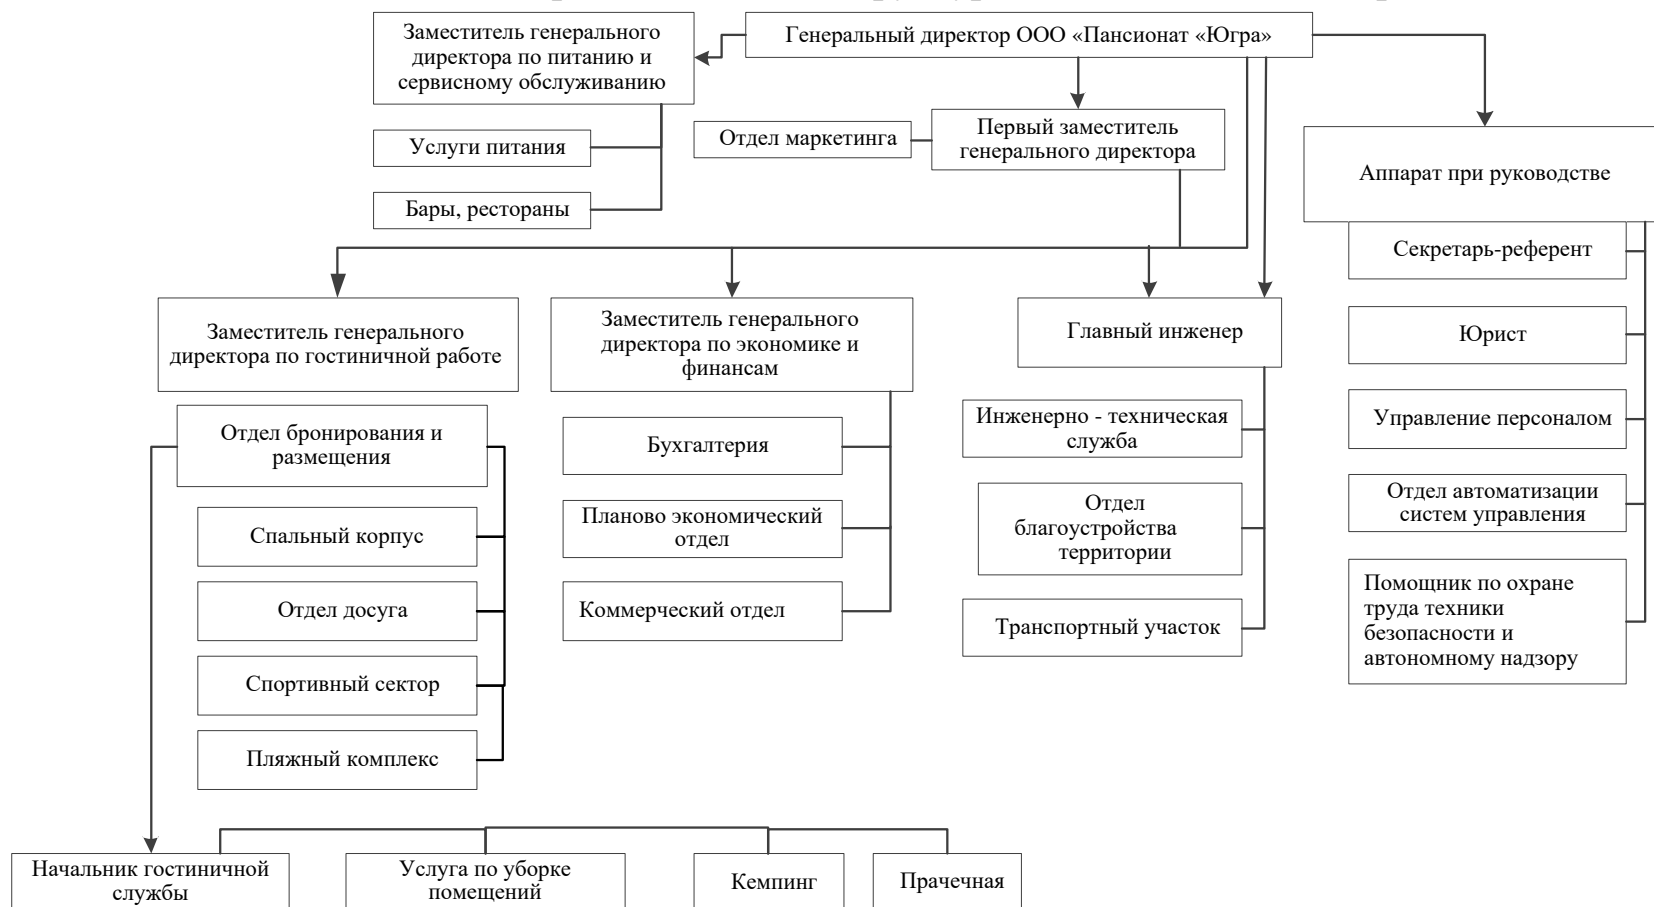 Заместитель генерального
директора по питанию и
сервисному обслуживанию
Генеральный директор ООО «Пансионат «Югра»
Услуги питания
Бары, рестораны
Отдел маркетинга
Первый заместитель
генерального директора
Аппарат при руководстве
Секретарь-референт
Юрист
Управление персоналом
Отдел автоматизации
систем управления
Помощник по охране
труда техники
безопасности и
автономному надзору
Заместитель генерального
директора по гостиничной работе
Заместитель генерального
директора по экономике и
финансам
Главный инженер
Отдел бронирования и
размещения
Спальный корпус
Отдел досуга
Спортивный сектор
Пляжный комплекс
Бухгалтерия
Планово экономический
отдел
Коммерческий отдел
Инженерно - техническая
служба
Отдел
благоустройства
территории
Транспортный участок
Начальник гостиничной
службы
Услуга по уборке
помещений
Кемпинг
Прачечная